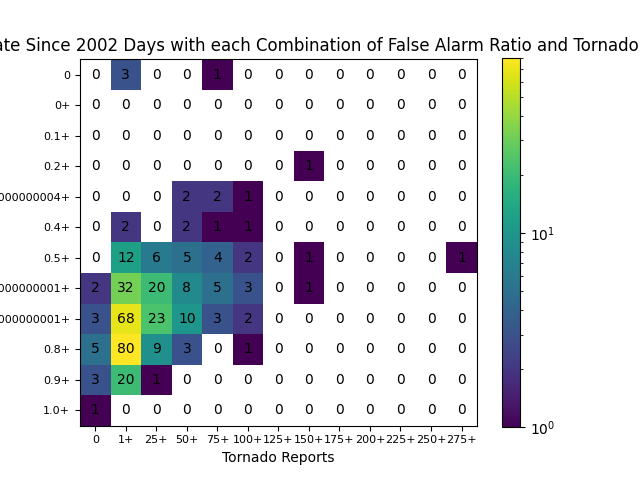 ate Since 2002 Days with each Combination of False Alarm Ratio and Tornado
0 0 3 0 0 1 0 0 0 0 0 0 0 0
0+ 0 0 0 0 0 0 0 0 0 0 0 0 0
0.1+ 0 0 0 0 0 0 0 0 0 0 0 0 0
0.2+ 0 0 0 0 0 0 0 1 0 0 0 0 0
000000004+ 0 0 0 2 2 1 0 0 0 0 0 0 0
0.4+ 0 2 0 2 1 1 0 0 0 0 0 0 0
0.5+ 0 12 6 5 4 2 0 1 0 0 0 0 1
000000001+ 2 32 20 8 5 3 0 1 0 0 0 0 0
000000001+ 3 68 23 10 3 2 0 0 0 0 0 0 0
0.8+ 5 80 9 3 0 1 0 0 0 0 0 0 0
0.9+ 3 20 1 0 0 0 0 0 0 0 0 0 0
1.0+ 1 0 0 0 0 0 0 0 0 0 0 0 0
0 1+ 25+ 50+ 75+ 100+ 125+ 150+ 175+ 200+ 225+ 250+ 275+
Tornado Reports
10¹
10⁰